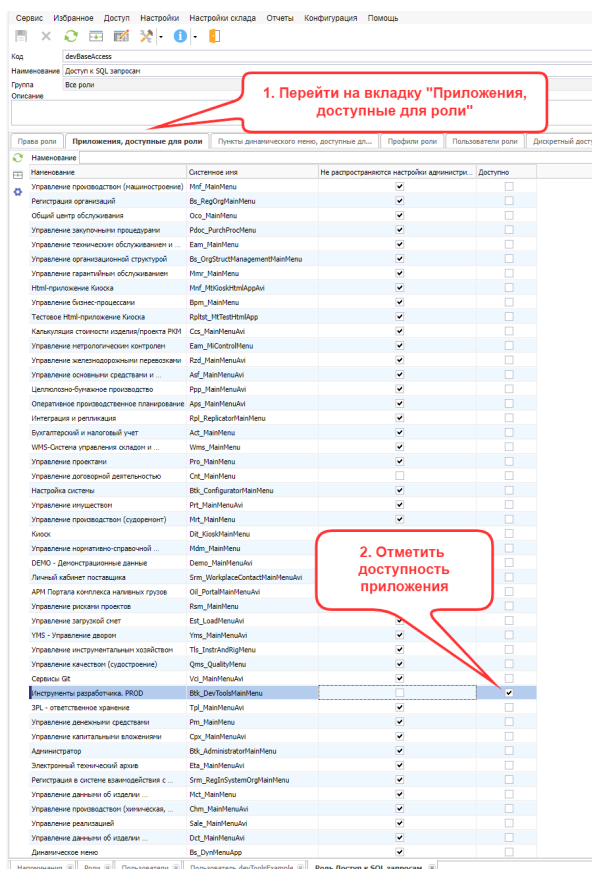 Сервис Избранное Доступ Настройки Настройки склада Отчеты Конфигурация Помощь
Код devBaseAccess
Наименование Доступ к SQL запросам
Группа Все роли
Описание
1. Перейти на вкладку "Приложения,
доступные для роли"
Права роли Приложения, доступные для роли Пункты динамического меню, доступные дл... Профили роли Пользователи роли Дискретный досту
Наименование
Наименование Системное имя Не распространяются настройки администри... Доступно
Управление производством (машиностроение) Mnf_MainMenu
Регистрация организаций Bs_RegOrgMainMenu
Общий центр обслуживания Oco_MainMenu
Управление закупочными процедурами Pdoc_PurchProcMenu
Управление техническим обслуживанием и ... Eam_MainMenu
Управление организационной структурой Bs_OrgStructManagementMainMenu
Управление гарантийным обслуживанием Mmr_MainMenu
Html-приложение Киоска Mnf_MtKioskHtmlAppAvi
Управление бизнес-процессами Bpm_MainMenu
Тестовое Html-приложение Киоска Rpltst_MtTestHtmlApp
Калькуляция стоимости изделия/проекта РКМ Ccs_MainMenuAvi
Управление метрологическим контролем Eam_MiControlMenu
Управление железнодорожными перевозками Rzd_MainMenuAvi
Управление основными средствами и ... Asf_MainMenuAvi
Целлюлозно-бумажное производство Ppp_MainMenuAvi
Оперативное производственное планирование Aps_MainMenuAvi
Интеграция и репликация Rpl_ReplicatorMainMenu
Бухгалтерский и налоговый учет Act_MainMenu
WMS-Система управления складом и ... Wms_MainMenu
Управление проектами Pro_MainMenu
Управление договорной деятельностью Cnt_MainMenu
Настройка системы Btk_ConfiguratorMainMenu
Управление имуществом Prt_MainMenuAvi
Управление производством (судоремонт) Mrt_MainMenu
Киоск Dit_KioskMainMenu
Управление нормативно-справочной ... Mdm_MainMenu
DEMO - Демонстрационные данные Demo_MainMenuAvi
Личный кабинет поставщика Srm_WorkplaceContactMainMenuAvi
АРМ Портала комплекса наливных грузов Oil_PortalMainMenuAvi
Управление рисками проектов Rsm_MainMenu
2. Отметить
доступность
приложения
Управление загрузкой смет Est_LoadMenuAvi
YMS - Управление двором Yms_MainMenuAvi
Управление инструментальным хозяйством Tls_InstrAndRigMenu
Управление качеством (судостроение) Qms_QualityMenu
Сервисы Git Vci_MainMenuAvi
Инструменты разработчика. PROD Btk_DevToolsMainMenu
3PL - ответственное хранение Tpl_MainMenuAvi
Управление денежными средствами Pm_MainMenu
Управление капитальными вложениями Cpx_MainMenuAvi
Администратор Btk_AdministratorMainMenu
Электронный технический архив Eta_MainMenuAvi
Регистрация в системе взаимодействия с ... Srm_RegInSystemOrgMainMenu
Управление данными об изделии ... Mct_MainMenu
Управление производством (химическая, ... Chm_MainMenuAvi
Управление реализацией Sale_MainMenuAvi
Управление данными об изделии ... Dct_MainMenuAvi
Динамическое меню Bs_DynMenuApp
Напоминания Роли Пользователи Пользователь devToolsExample Роль Доступ к SQL запросам